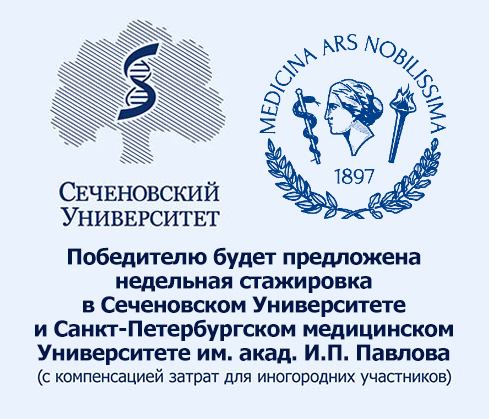 СЕЧЕНОВСКИЙ
УНИВЕРСИТЕТ
MEDICINA ARS NOBILISSIMA
1897
Победителю будет предложена
недельная стажировка
в Сеченовском Университете
и Санкт-Петербургском медицинском
Университете им. акад. И.П. Павлова
(с компенсацией затрат для иногородних участников)